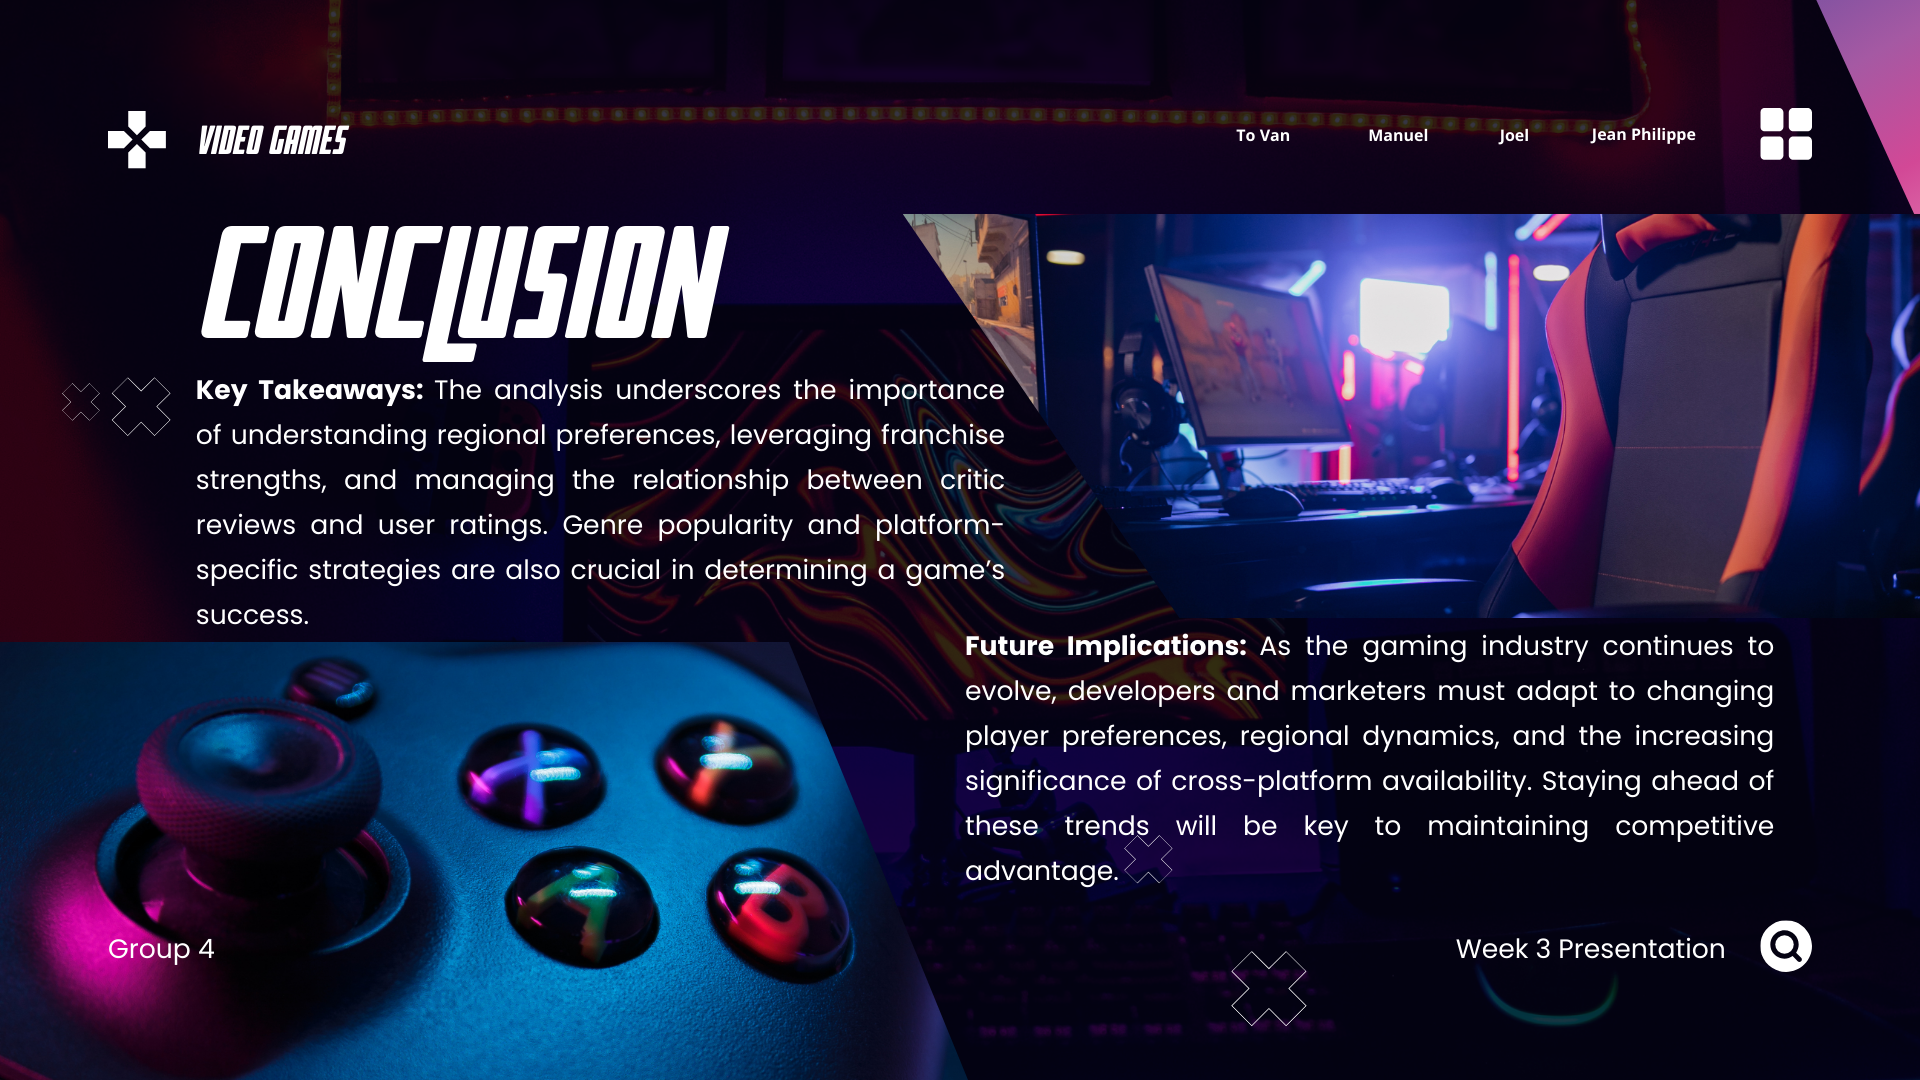 VIDEO GAMES
To Van
Manuel
Joel
Jean Philippe
CONCLUSION
Key Takeaways: The analysis underscores the importance
of understanding regional preferences, leveraging franchise
strengths, and managing the relationship between critic
reviews and user ratings. Genre popularity and platform-
specific strategies are also crucial in determining a game’s
success.
Future Implications: As the gaming industry continues to
evolve, developers and marketers must adapt to changing
player preferences, regional dynamics, and the increasing
significance of cross-platform availability. Staying ahead of
these trends will be key to maintaining competitive
advantage.
X
Y
A
B
Group 4
Week 3 Presentation